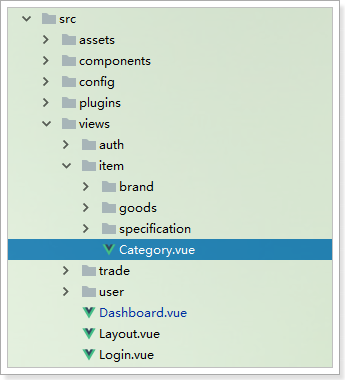 src
assets
components
config
plugins
views
auth
item
brand
goods
specification
Category.vue
trade
user
Dashboard.vue
Layout.vue
Login.vue